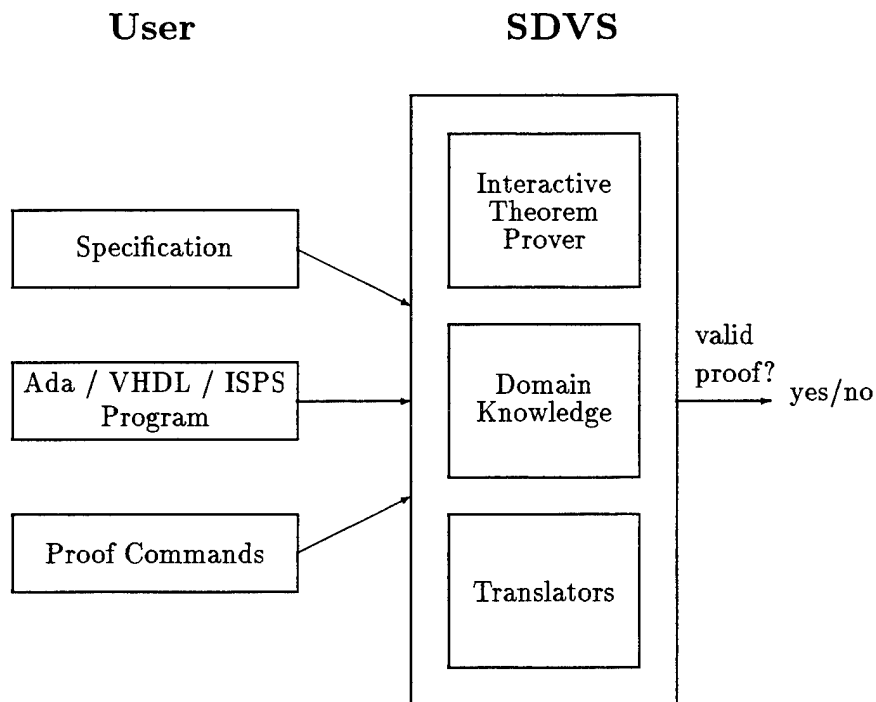 User
SDVS
Specification
Ada / VHDL / ISPS
Program
Proof Commands
Interactive
Theorem
Prover
Domain
Knowledge
Translators
valid
proof?
yes/no